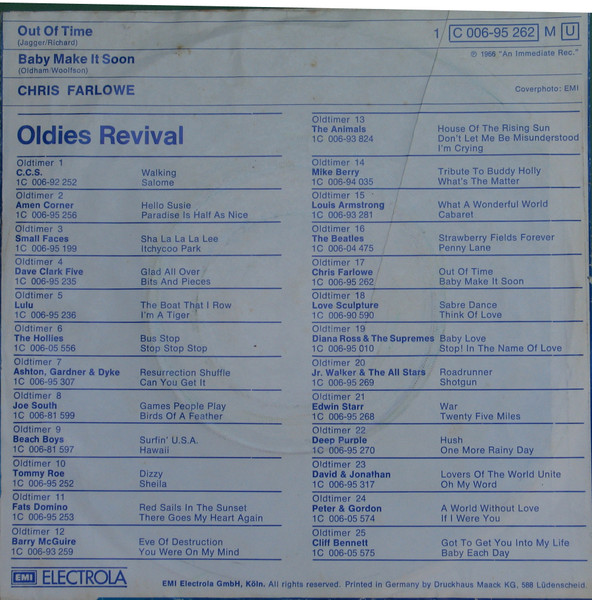 Out Of Time
(Jagger/Richard)
Baby Make It Soon
(Oldham/Woolfson)
CHRIS FARLOWE
1 C 006-95 262 M U
℗ 1966 "An Immediate Rec."
Coverphoto: EMI
Oldies Revival
Oldtimer 1
C.C.S. Walking
1C 006-92 252 Salome
Oldtimer 2
Amen Corner Hello Susie
1C 006-95 256 Paradise Is Half As Nice
Oldtimer 3
Small Faces Sha La La La Lee
1C 006-95 199 Itchycoo Park
Oldtimer 4
Dave Clark Five Glad All Over
1C 006-95 235 Bits And Pieces
Oldtimer 5
Lulu The Boat That I Row
1C 006-95 236 I'm A Tiger
Oldtimer 6
The Hollies Bus Stop
1C 006-05 556 Stop Stop Stop
Oldtimer 7
Ashton, Gardner & Dyke Resurrection Shuffle
1C 006-95 307 Can You Get It
Oldtimer 8
Joe South Games People Play
1C 006-81 599 Birds Of A Feather
Oldtimer 9
Beach Boys Surfin' U.S.A.
1C 006-81 597 Hawaii
Oldtimer 10
Tommy Roe Dizzy
1C 006-95 252 Sheila
Oldtimer 11
Fats Domino Red Sails In The Sunset
1C 006-95 253 There Goes My Heart Again
Oldtimer 12
Barry McGuire Eve Of Destruction
1C 006-93 259 You Were On My Mind
Oldtimer 13
The Animals House Of The Rising Sun
1C 006-93 824 Don't Let Me Be Misunderstood
I'm Crying
Oldtimer 14
Mike Berry Tribute To Buddy Holly
1C 006-94 035 What's The Matter
Oldtimer 15
Louis Armstrong What A Wonderful World
1C 006-93 281 Cabaret
Oldtimer 16
The Beatles Strawberry Fields Forever
1C 006-04 475 Penny Lane
Oldtimer 17
Chris Farlowe Out Of Time
1C 006-95 262 Baby Make It Soon
Oldtimer 18
Love Sculpture Sabre Dance
1C 006-90 590 Think Of Love
Oldtimer 19
Diana Ross & The Supremes Baby Love
1C 006-95 010 Stop! In The Name Of Love
Oldtimer 20
Jr. Walker & The All Stars Roadrunner
1C 006-95 269 Shotgun
Oldtimer 21
Edwin Starr War
1C 006-95 268 Twenty Five Miles
Oldtimer 22
Deep Purple Hush
1C 006-95 270 One More Rainy Day
Oldtimer 23
David & Jonathan Lovers Of The World Unite
1C 006-95 317 Oh My Word
Oldtimer 24
Peter & Gordon A World Without Love
1C 006-05 574 If I Were You
Oldtimer 25
Cliff Bennett Got To Get You Into My Life
1C 006-05 575 Baby Each Day
EMI ELECTROLA
EMI Electrola GmbH, Köln. All rights reserved. Printed in Germany by Druckhaus Maack KG, 588 Lüdenscheid.